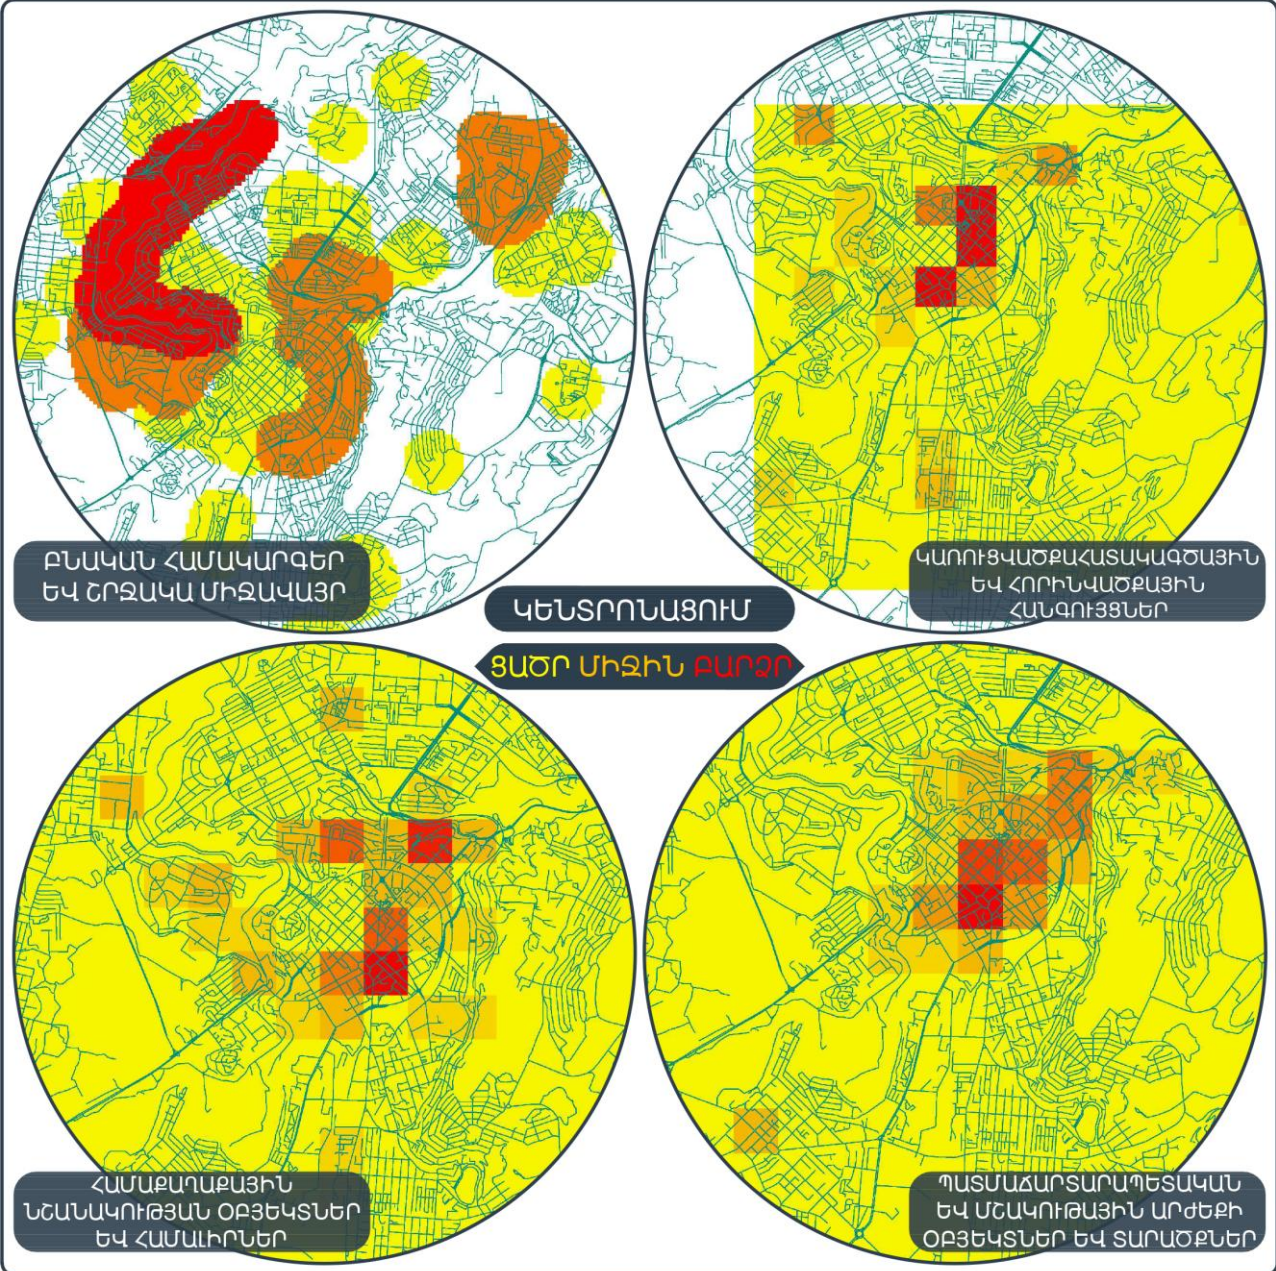 ԲՆԱԿԱՆ ՀԱՄԱԿԱՐԳԵՐ
ԵՎ ՇՐՋԱԿԱ ՄԻՋԱՎԱՅՐ
ԿԱՌՈՒՑՎԱԾՔԱՀԱՏԱԿԱԳԾԱՅԻՆ
ԵՎ ՀՈՐԻՆՎԱԾՔԱՅԻՆ
ՀԱՆԳՈՒՅՑՆԵՐ
ԿԵՆՏՐՈՆԱՑՈՒՄ
ՑԱԾՐ ՄԻՋԻՆ ԲԱՐՁՐ
ՀԱՄԱՔԱՂԱՔԱՅԻՆ
ՆՇԱՆԱԿՈՒԹՅԱՆ ՕԲՅԵԿՏՆԵՐ
ԵՎ ՀԱՄԱԼԻՐՆԵՐ
ՊԱՏՄԱՃԱՐՏԱՐԱՊԵՏԱԿԱՆ
ԵՎ ՄՇԱԿՈՒԹԱՅԻՆ ԱՐԺԵՔԻ
ՕԲՅԵԿՏՆԵՐ ԵՎ ՏԱՐԱԾՔՆԵՐ